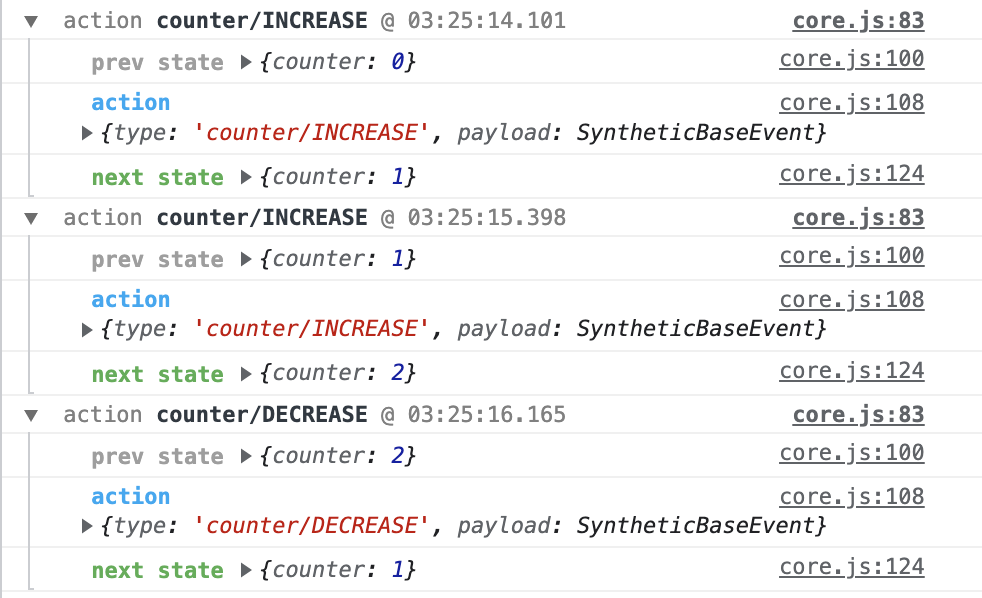 ▼ action counter/INCREASE @ 03:25:14.101 core.js:83
prev state ▶ {counter: 0} core.js:100
action core.js:108
▶ {type: 'counter/INCREASE', payload: SyntheticBaseEvent}
next state ▶ {counter: 1} core.js:124
▼ action counter/INCREASE @ 03:25:15.398 core.js:83
prev state ▶ {counter: 1} core.js:100
action core.js:108
▶ {type: 'counter/INCREASE', payload: SyntheticBaseEvent}
next state ▶ {counter: 2} core.js:124
▼ action counter/DECREASE @ 03:25:16.165 core.js:83
prev state ▶ {counter: 2} core.js:100
action core.js:108
▶ {type: 'counter/DECREASE', payload: SyntheticBaseEvent}
next state ▶ {counter: 1} core.js:124